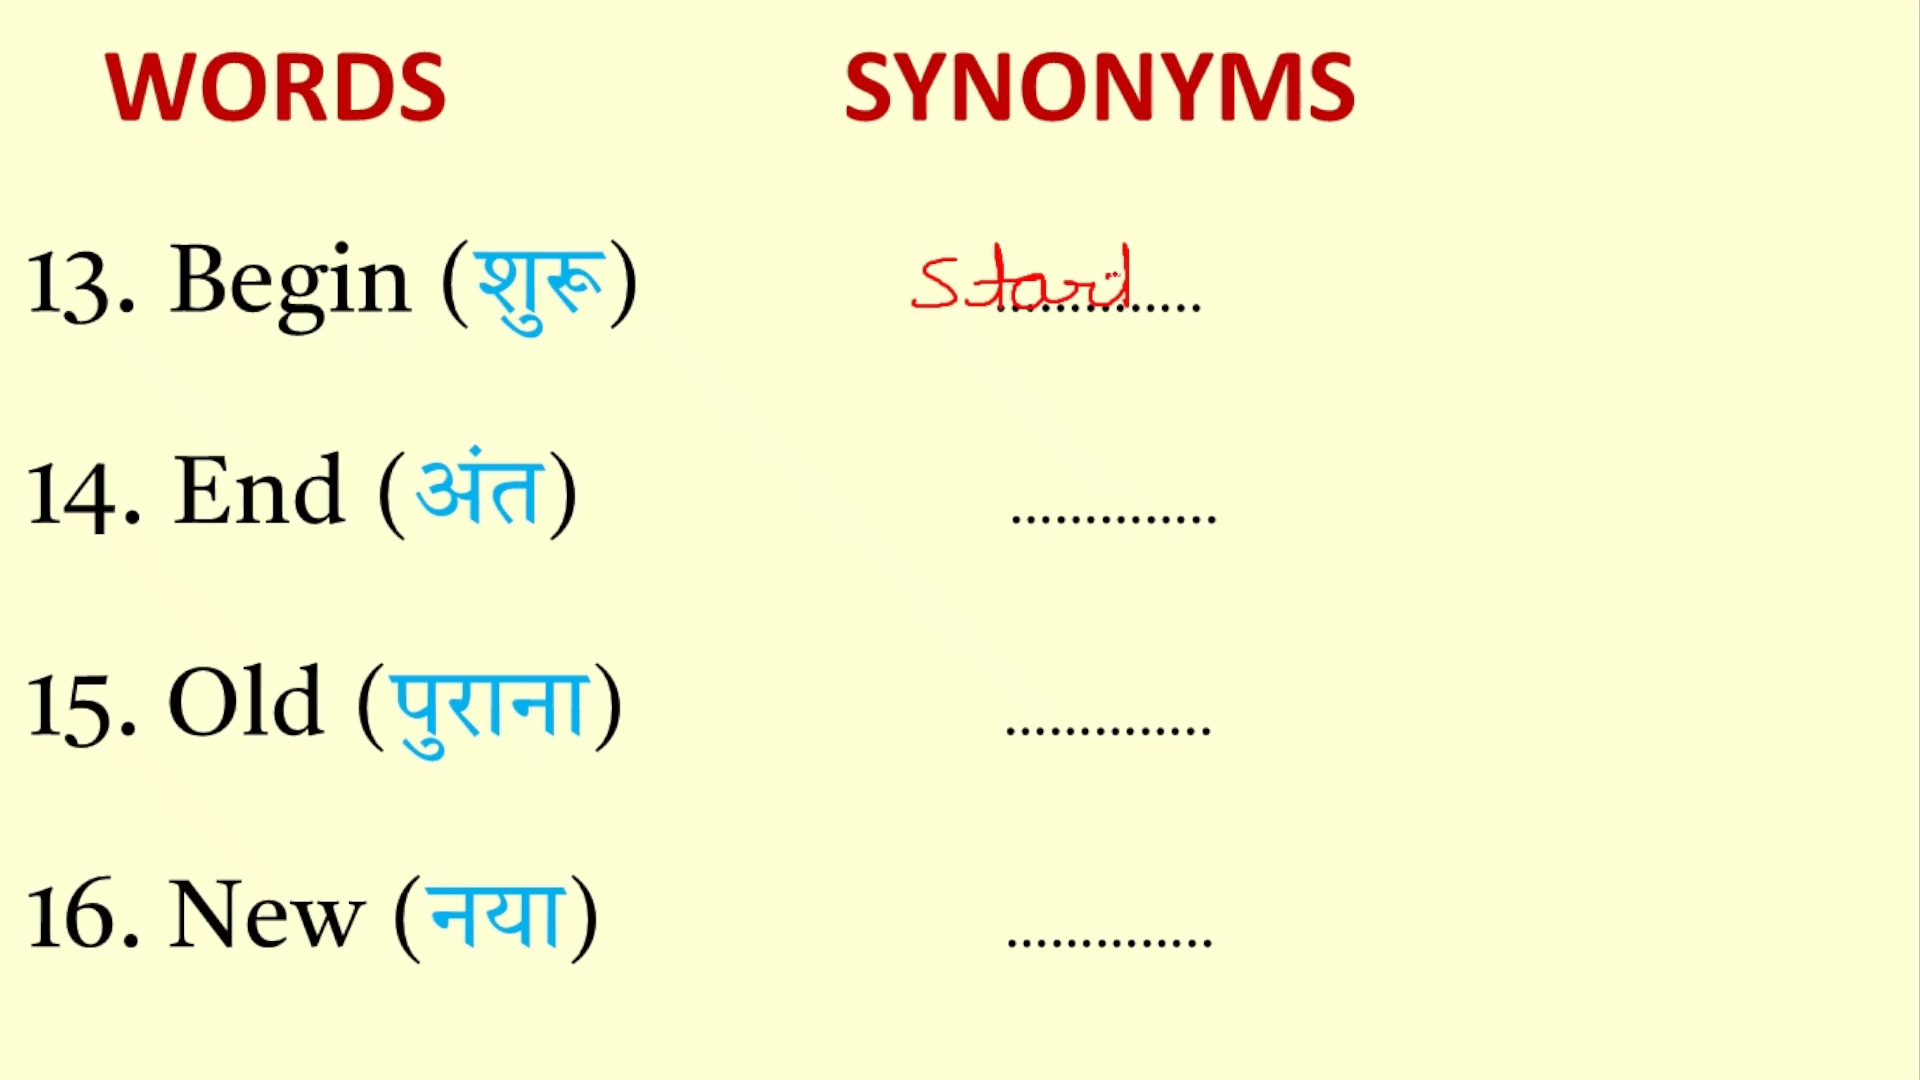 WORDS SYNONYMS
13. Begin (शुरू) Start..............
14. End (अंत) ..............
15. Old (पुराना) ..............
16. New (नया) ..............